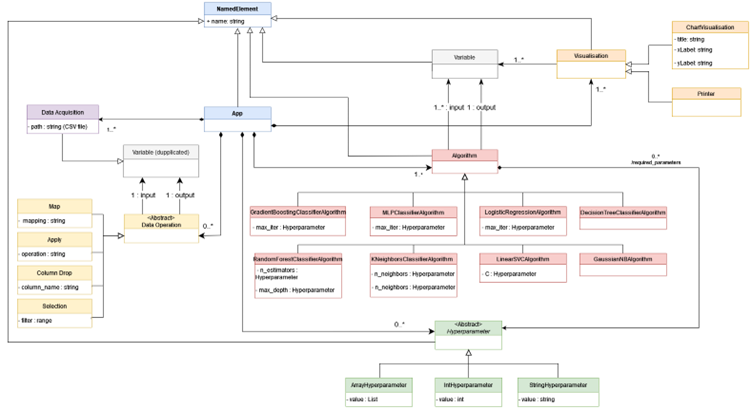 NamedElement
+ name: string
ChartVisualisation
- title: string
- xLabel: string
- yLabel: string
Variable
Visualisation
1..*
1..*
Printer
Data Acquisition
- path : string (CSV file)
1..*
App
Variable (dupplicated)
1..* : input
1 : output
Algorithm
1..*
0..*
/required_parameters
1 : input
1 : output
Map
- mapping : string
<Abstract>
Data Operation
0..*
Apply
- operation : string
Column Drop
- column_name : string
Selection
- filter : range
GradientBoostingClassifierAlgorithm
- max_iter : Hyperparameter
MLPClassifierAlgorithm
- max_iter : Hyperparameter
LogisticRegressionAlgorithm
- max_iter : Hyperparameter
DecisionTreeClassifierAlgorithm
RandomForestClassifierAlgorithm
- n_estimators :
Hyperparameter
- max_depth : Hyperparameter
KNeighborsClassifierAlgorithm
- n_neighbors : Hyperparameter
- n_neighbors : Hyperparameter
LinearSVCAlgorithm
- C : Hyperparameter
GaussianNBAlgorithm
0..*
<Abstract>
Hyperparameter
ArrayHyperparameter
- value : List
IntHyperparameter
- value : int
StringHyperparameter
- value : string